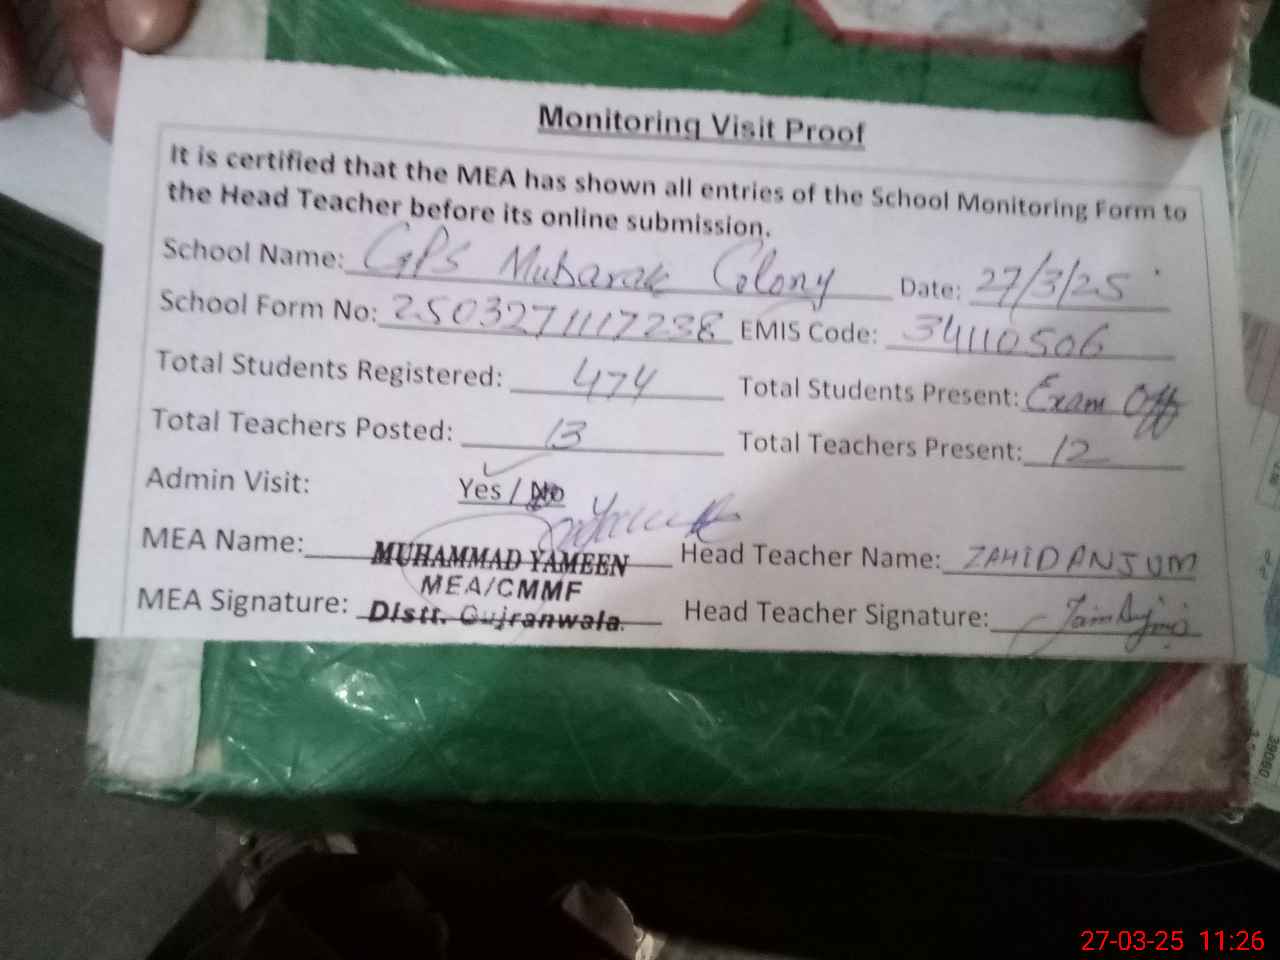 Monitoring Visit Proof
It is certified that the MEA has shown all entries of the School Monitoring Form to
the Head Teacher before its online submission.
School Name: GPS Mubarak Colony Date: 27/3/25
School Form No: 2503271117238 EMIS Code: 34110506
Total Students Registered: 474 Total Students Present: Exam Off
Total Teachers Posted: 13 Total Teachers Present: 12
Admin Visit: Yes / No
MEA Name: MUHAMMAD YAMEEN Head Teacher Name: ZAHID ANJUM
MEA/CMMF
MEA Signature: Distt. Gujranwala. Head Teacher Signature:
27-03-25 11:26